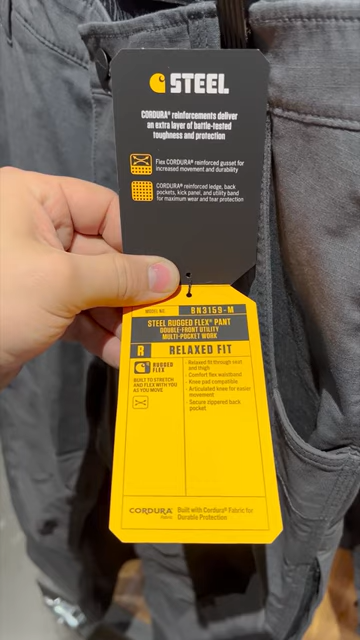 STEEL
CORDURA® reinforcements deliver
an extra layer of battle-tested
toughness and protection
Flex CORDURA® reinforced gusset for
increased movement and durability
CORDURA® reinforced ledge, back
pockets, kick panel, and utility band
for maximum wear and tear protection
MODEL NO. BN3159-M
STEEL RUGGED FLEX® PANT
DOUBLE-FRONT UTILITY
MULTI-POCKET WORK
R RELAXED FIT
RUGGED
FLEX
BUILT TO STRETCH
AND FLEX WITH YOU
AS YOU MOVE
- Relaxed fit through seat
and thigh
- Comfort flex waistband
- Knee pad compatible
- Articulated knee for easier
movement
- Secure zippered back
pocket
CORDURA
FABRIC
Built with Cordura® Fabric for
Durable Protection